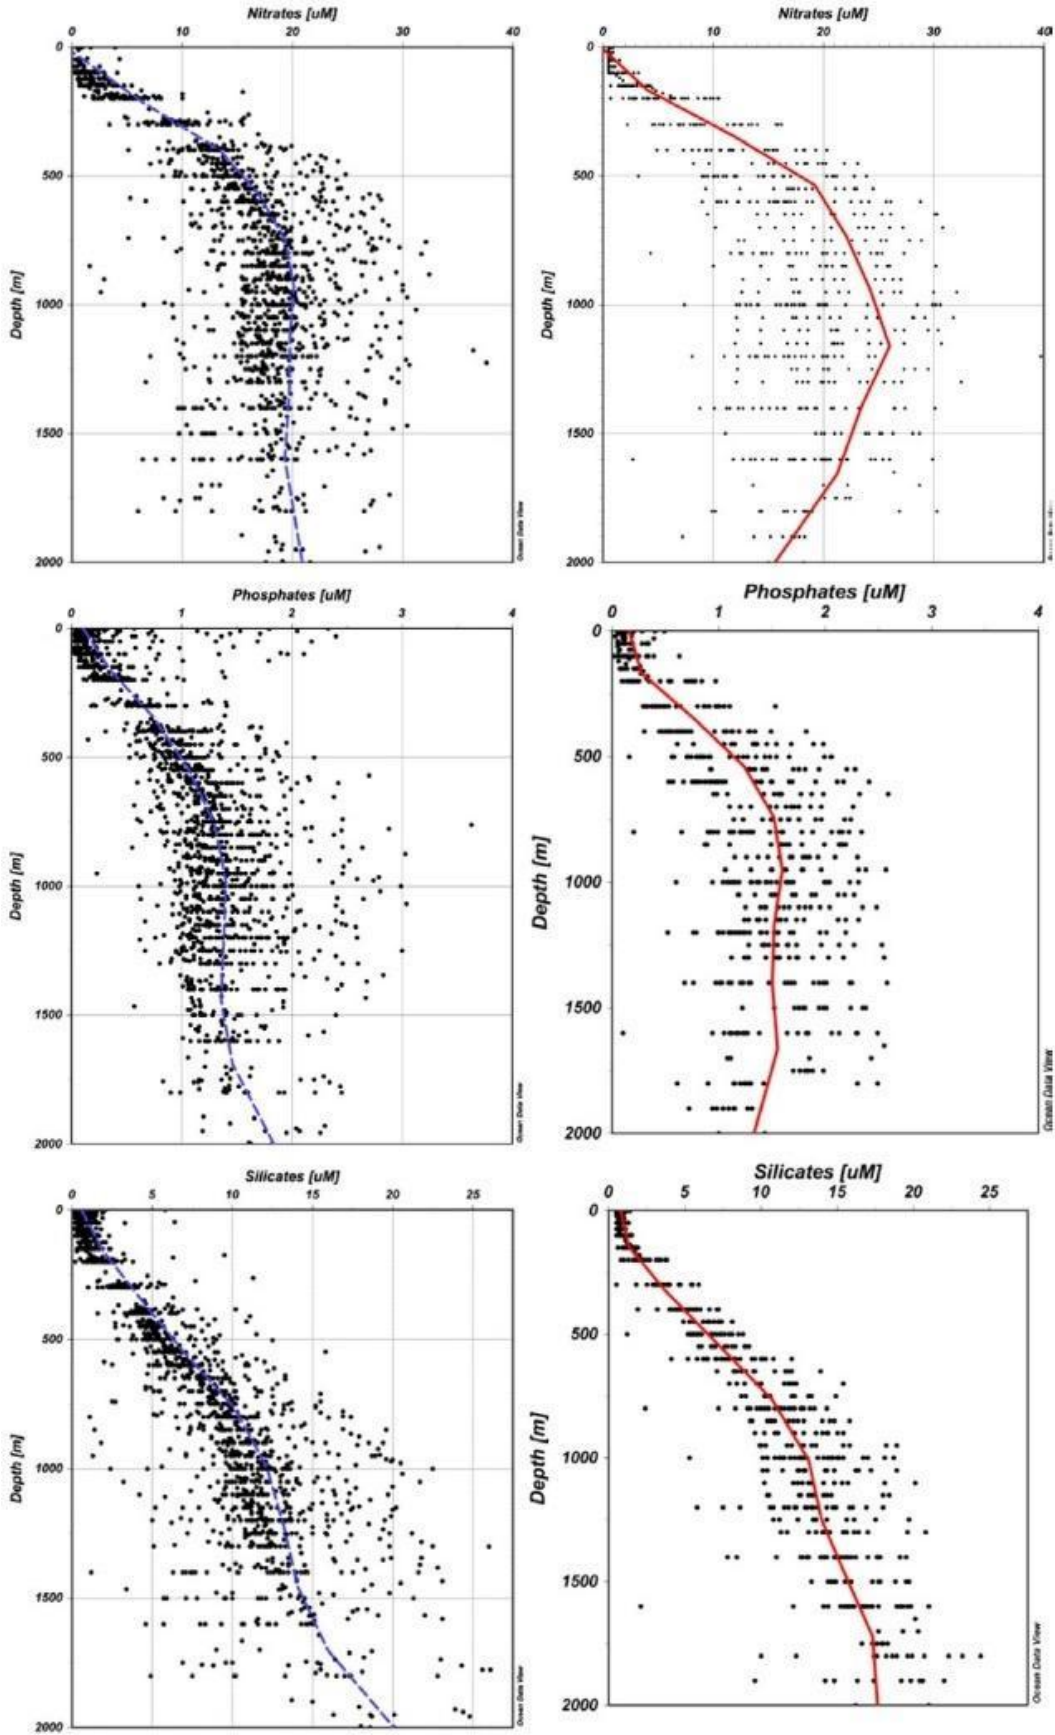 Nitrates [uM]
0 10 20 30 40
0
500
1000
1500
2000
Depth [m]
Ocean Data View
Nitrates [uM]
0 10 20 30 40
0
500
1000
1500
2000
Depth [m]
Phosphates [uM]
0 1 2 3 4
0
500
1000
1500
2000
Depth [m]
Ocean Data View
Phosphates [uM]
0 1 2 3 4
0
500
1000
1500
2000
Depth [m]
Ocean Data View
Silicates [uM]
0 5 10 15 20 25
0
500
1000
1500
2000
Depth [m]
Ocean Data View
Silicates [uM]
0 5 10 15 20 25
0
500
1000
1500
2000
Depth [m]
Ocean Data View